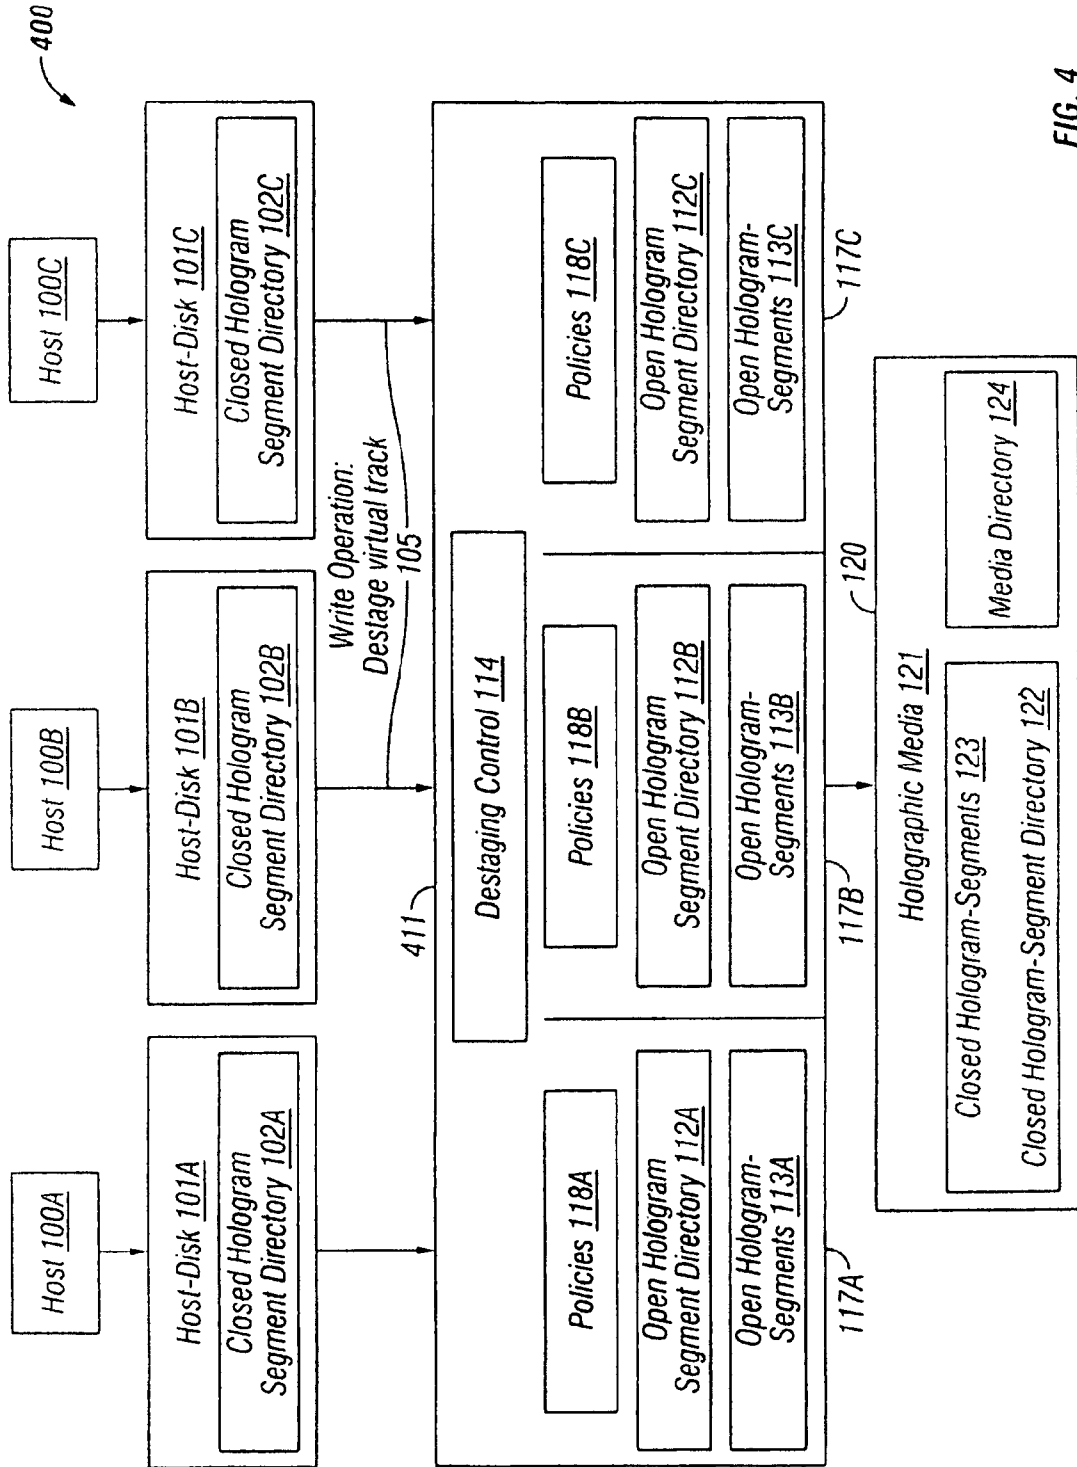 400
Host 100A
Host 100B
Host 100C
Host-Disk 101A
Closed Hologram
Segment Directory 102A
Host-Disk 101B
Closed Hologram
Segment Directory 102B
Host-Disk 101C
Closed Hologram
Segment Directory 102C
Write Operation:
Destage virtual track
105
411
Destaging Control 114
Policies 118A
Open Hologram
Segment Directory 112A
Open Hologram-
Segments 113A
Policies 118B
Open Hologram
Segment Directory 112B
Open Hologram-
Segments 113B
Policies 118C
Open Hologram
Segment Directory 112C
Open Hologram-
Segments 113C
117A
117B
117C
120
Holographic Media 121
Closed Hologram-Segments 123
Closed Hologram-Segment Directory 122
Media Directory 124
FIG. 4